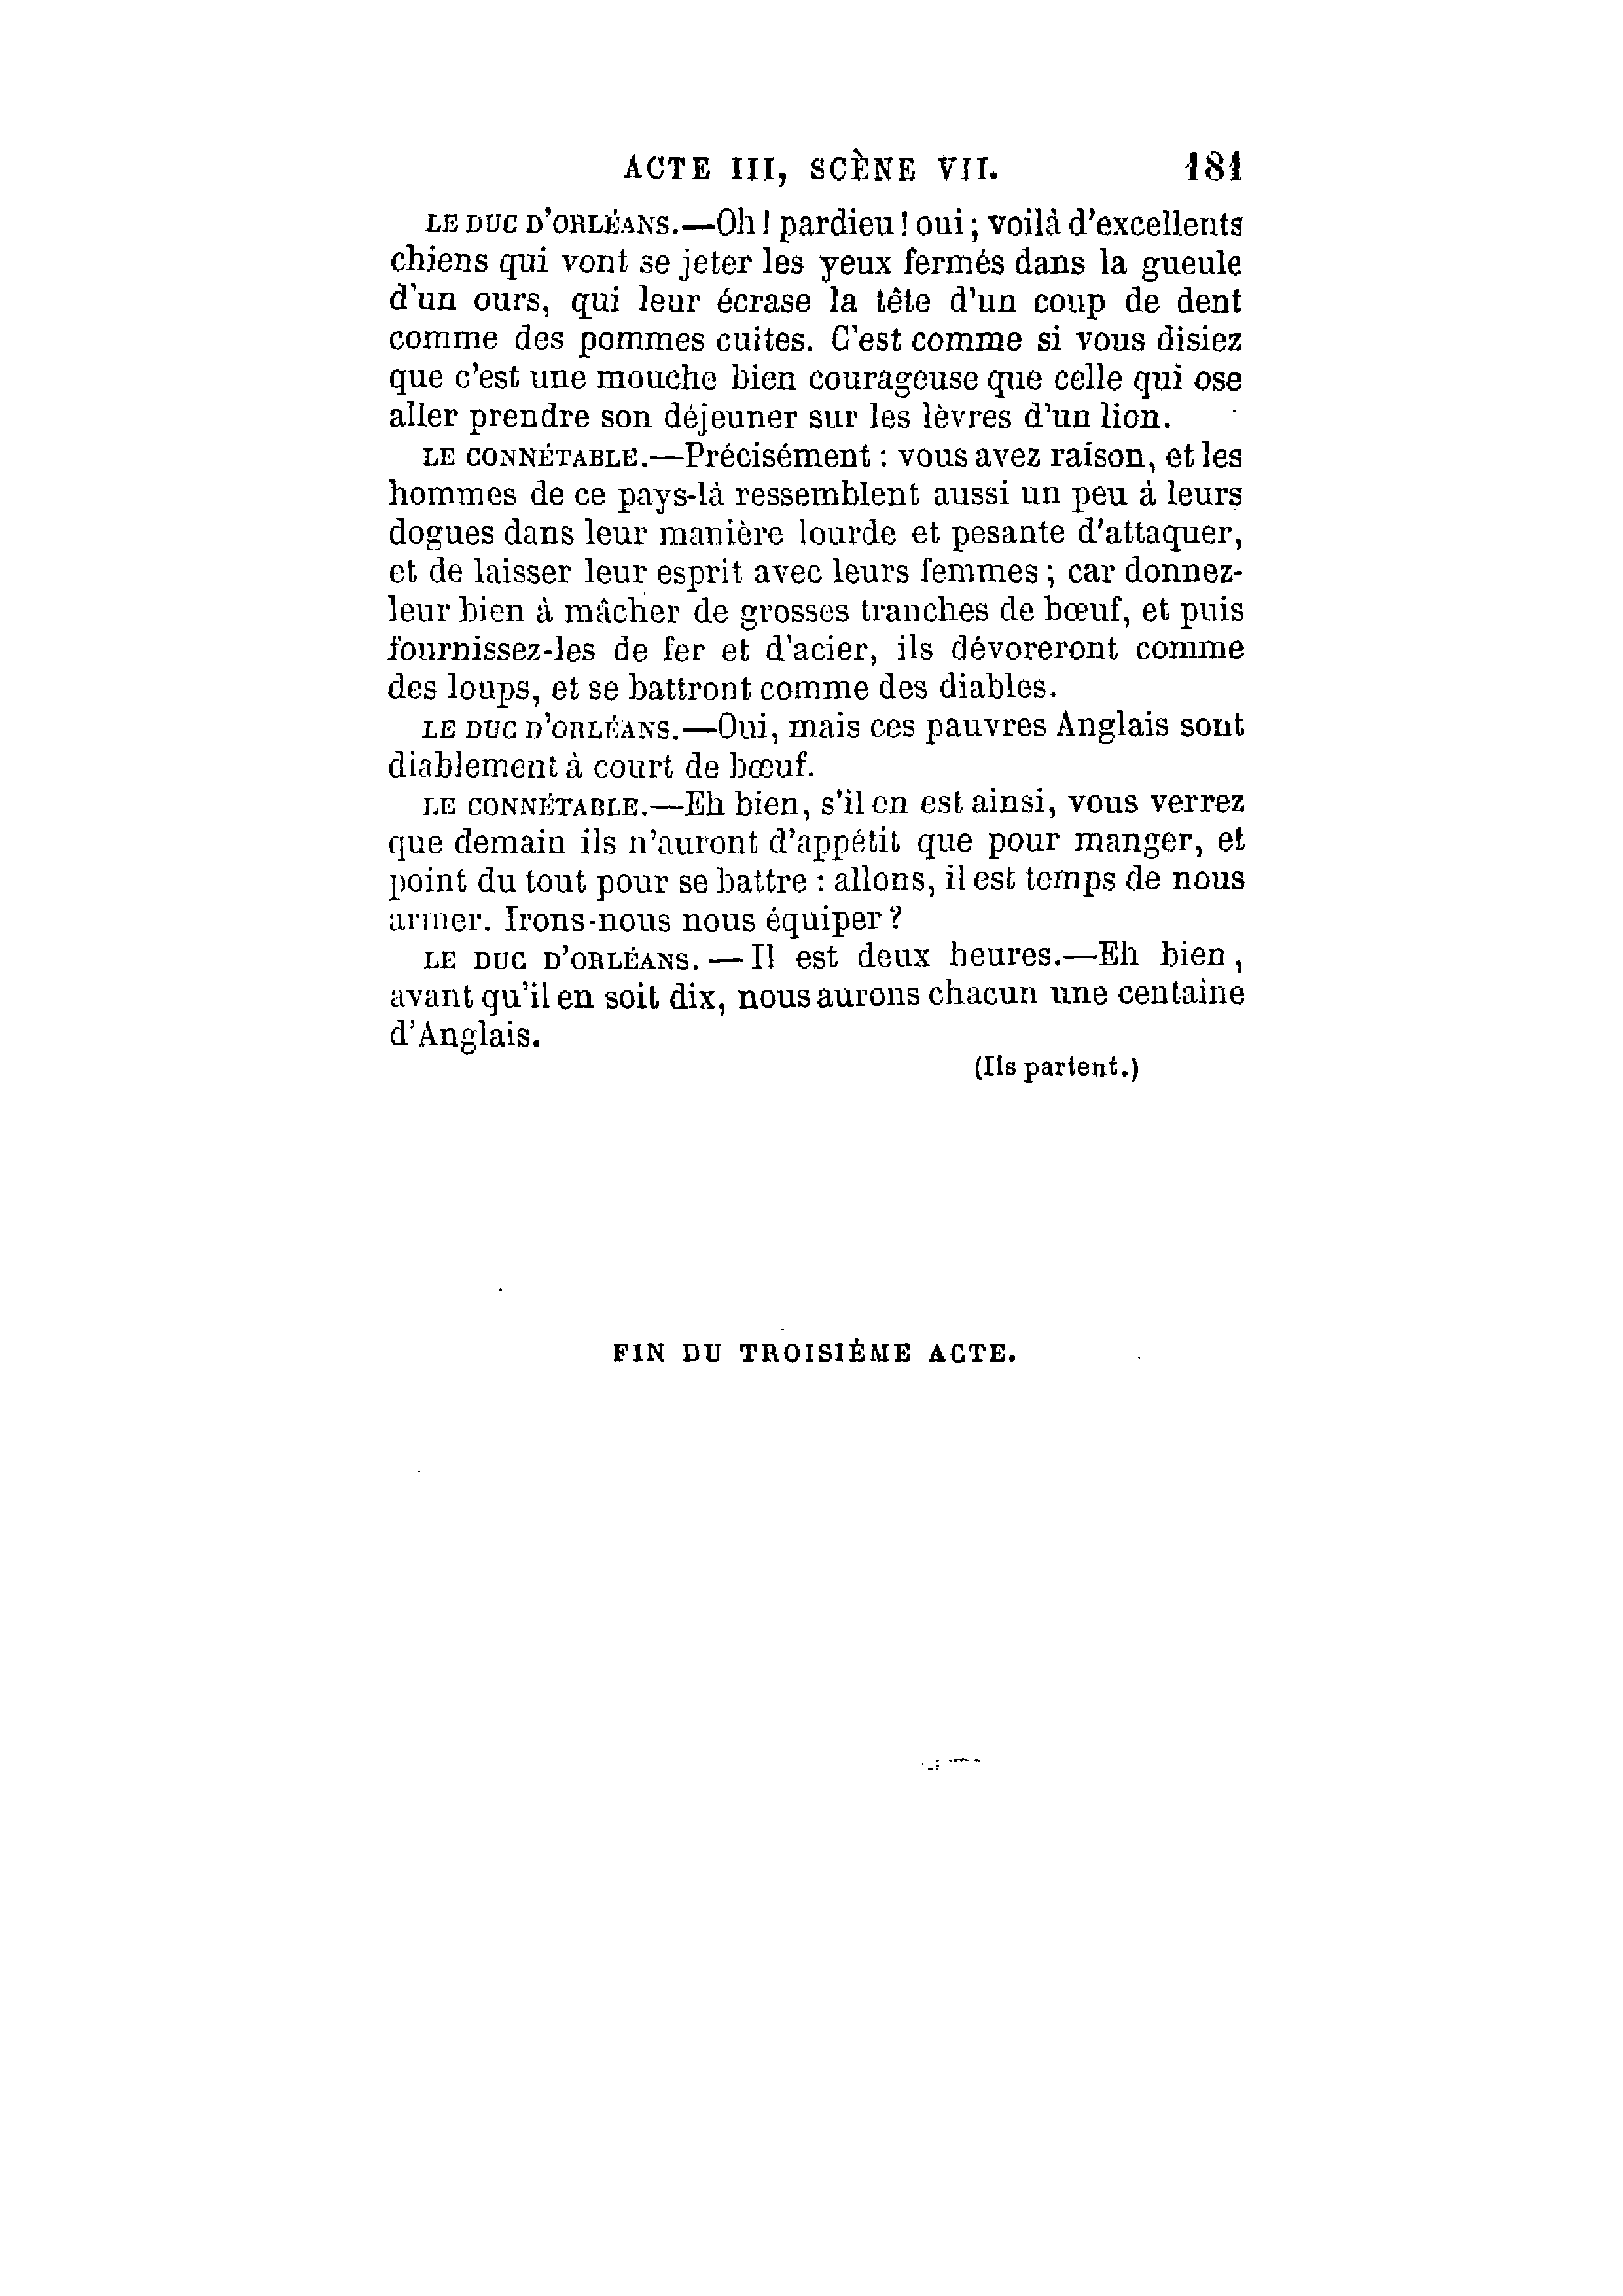 ACTE III, SCÈNE VII. 181
LE DUC D'ORLÉANS.—Oh! pardieu! oui; voilà d'excellents
chiens qui vont se jeter les yeux fermés dans la gueule
d'un ours, qui leur écrase la tête d'un coup de dent
comme des pommes cuites. C'est comme si vous disiez
que c'est une mouche bien courageuse que celle qui ose
aller prendre son déjeuner sur les lèvres d'un lion.
LE CONNÉTABLE.—Précisément : vous avez raison, et les
hommes de ce pays-là ressemblent aussi un peu à leurs
dogues dans leur manière lourde et pesante d'attaquer,
et de laisser leur esprit avec leurs femmes; car donnez-
leur bien à mâcher de grosses tranches de bœuf, et puis
fournissez-les de fer et d'acier, ils dévoreront comme
des loups, et se battront comme des diables.
LE DUC D'ORLÉANS.—Oui, mais ces pauvres Anglais sont
diablement à court de bœuf.
LE CONNÉTABLE.—Eh bien, s'il en est ainsi, vous verrez
que demain ils n'auront d'appétit que pour manger, et
point du tout pour se battre : allons, il est temps de nous
armer. Irons-nous nous équiper?
LE DUC D'ORLÉANS.—Il est deux heures.—Eh bien,
avant qu'il en soit dix, nous aurons chacun une centaine
d'Anglais.
(Ils partent.)
FIN DU TROISIÈME ACTE.